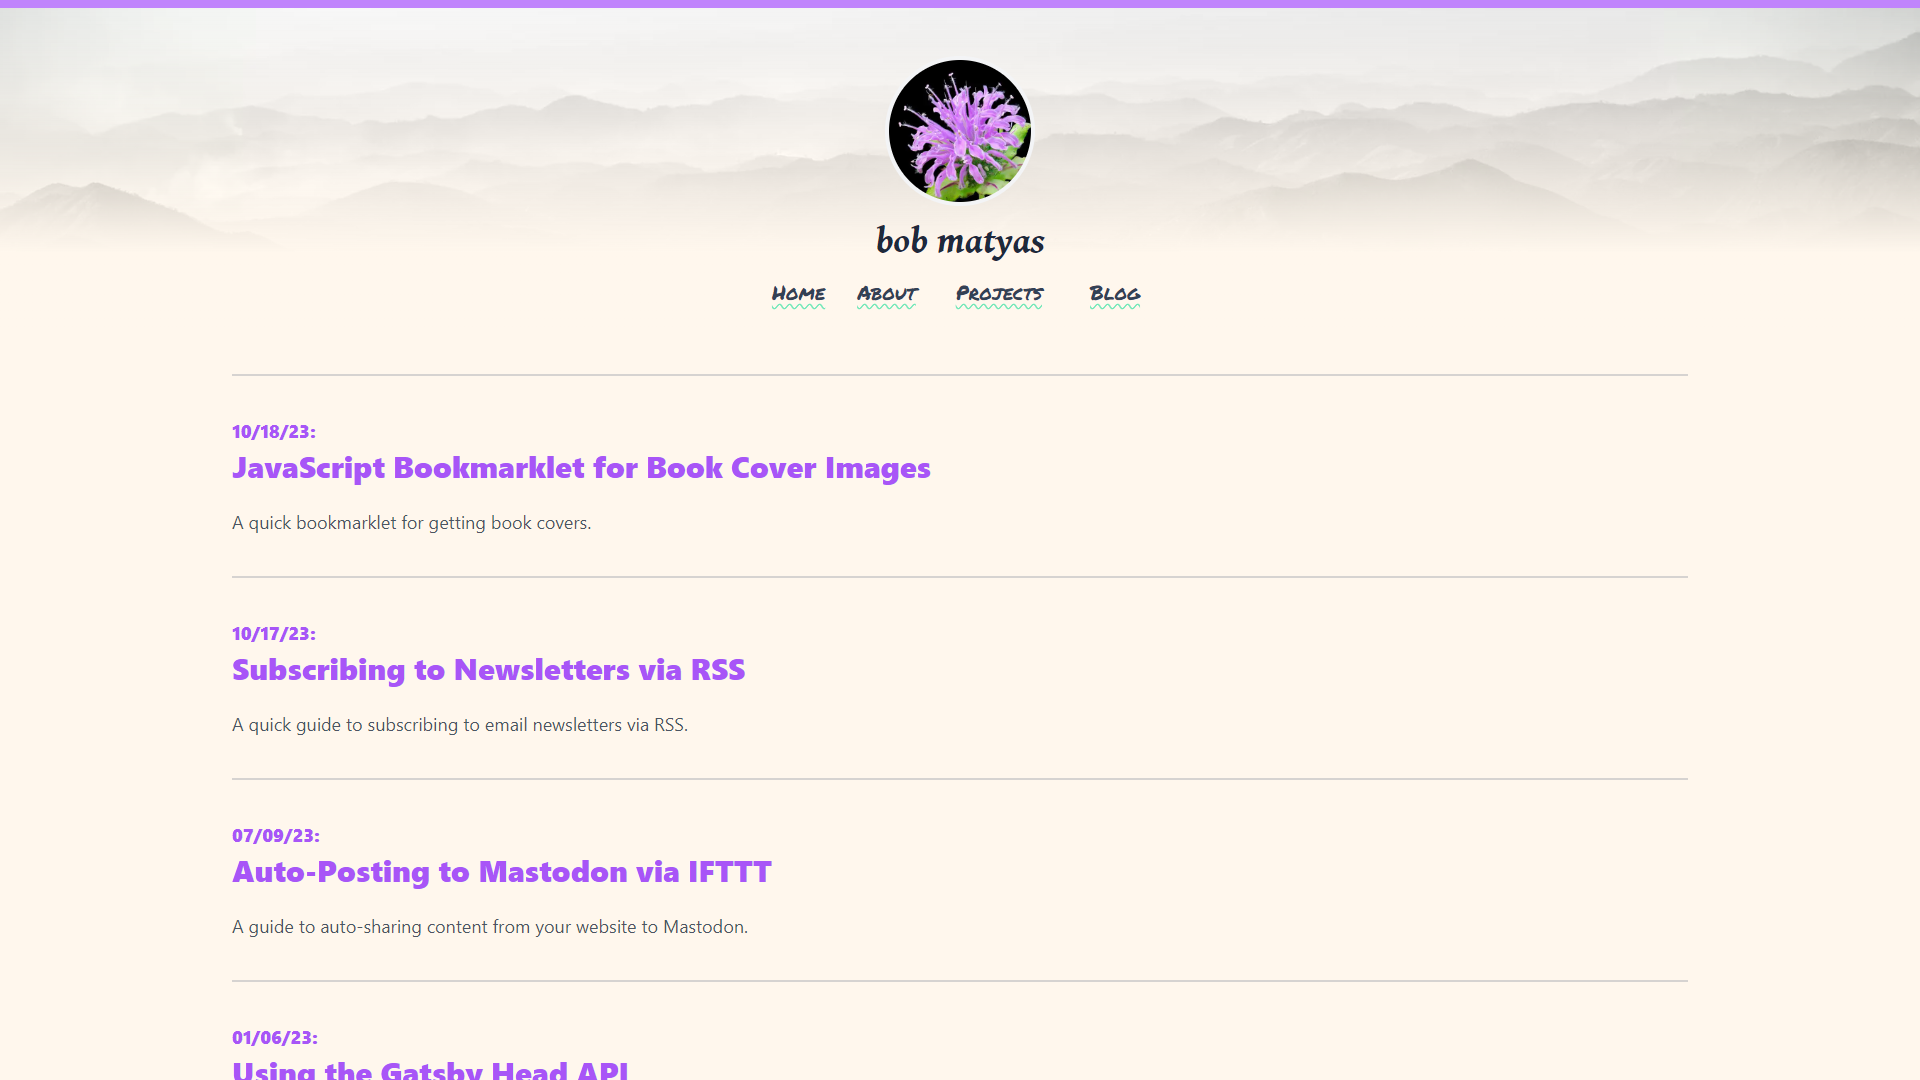 bob matyas
Home About Projects Blog
10/18/23:
JavaScript Bookmarklet for Book Cover Images
A quick bookmarklet for getting book covers.
10/17/23:
Subscribing to Newsletters via RSS
A quick guide to subscribing to email newsletters via RSS.
07/09/23:
Auto-Posting to Mastodon via IFTTT
A guide to auto-sharing content from your website to Mastodon.
01/06/23:
Using the Gatsby Head API